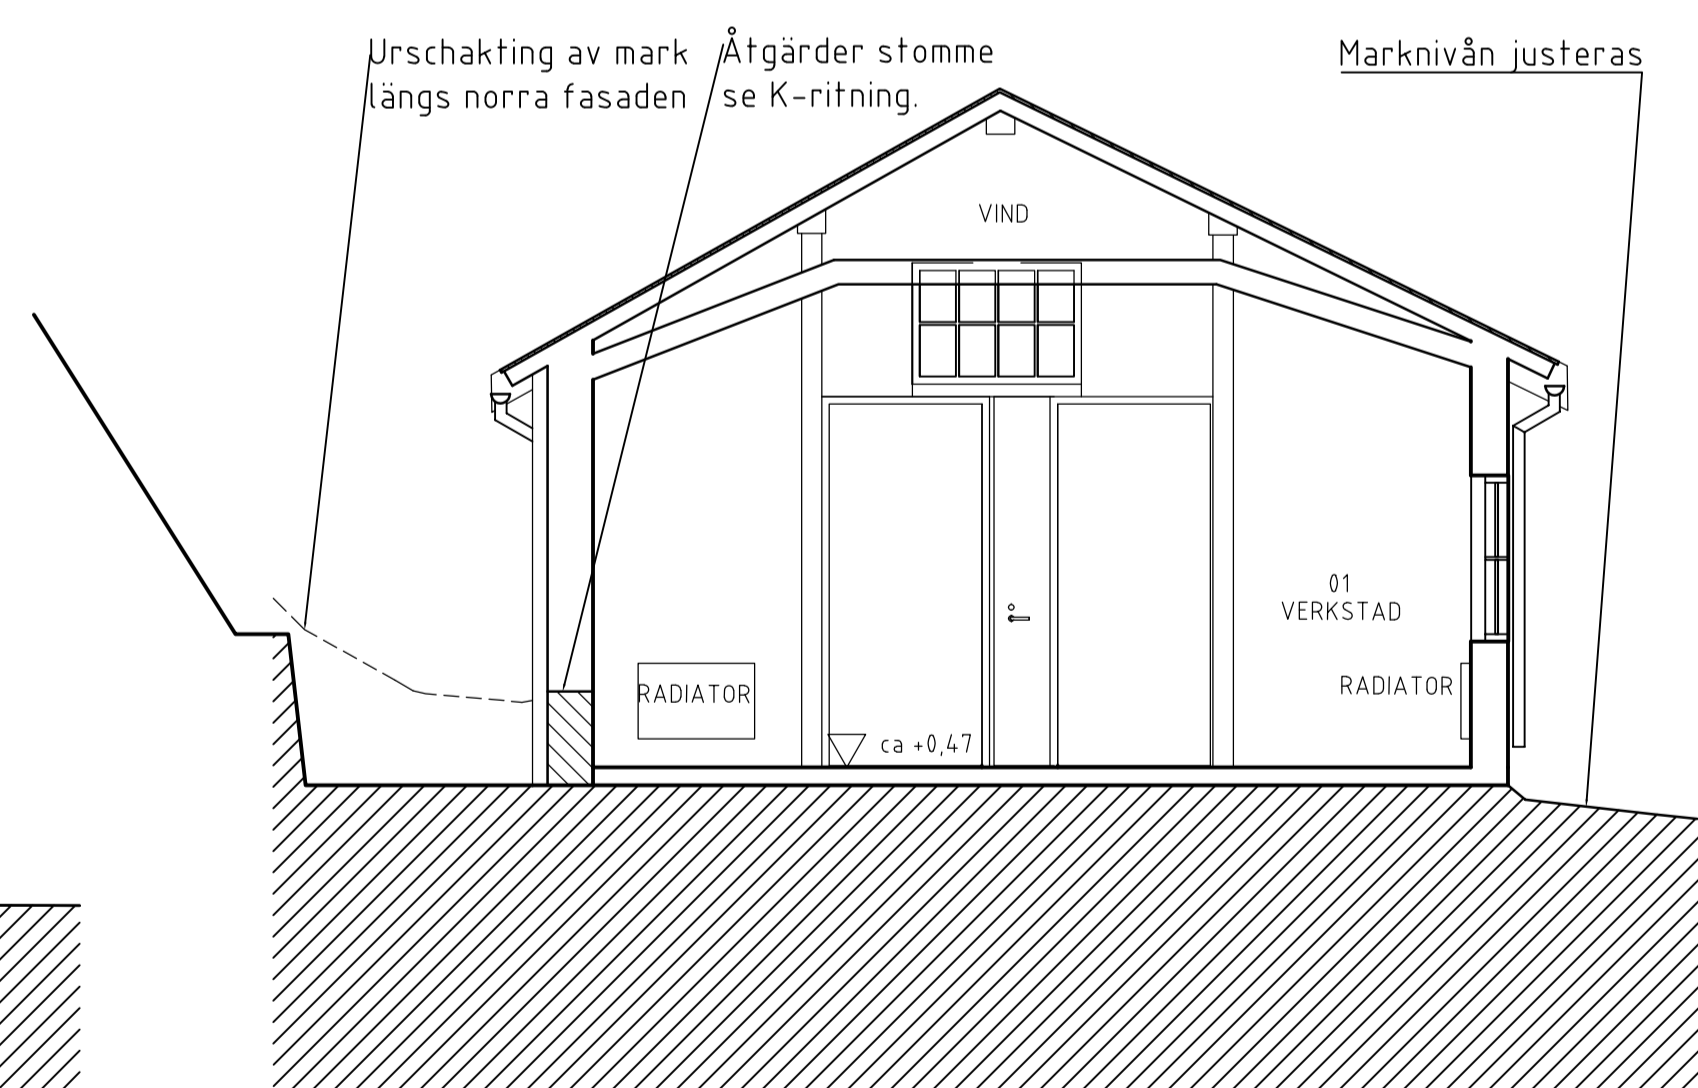 Urschakting av mark
längs norra fasaden
Åtgärder stomme
se K-ritning.
Marknivån justeras
VIND
01
VERKSTAD
RADIATOR
RADIATOR
ca +0,47